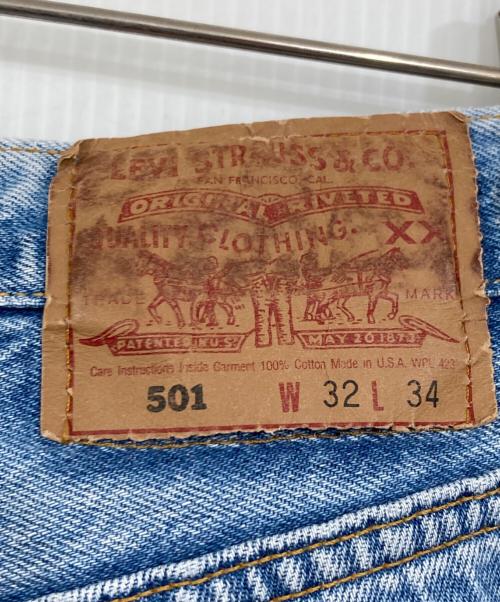 LEVI STRAUSS & CO.
SAN FRANCISCO, CAL.
ORIGINAL RIVETED
QUALITY CLOTHING. XX
TRADE MARK
PATENTED IN U.S. MAY 20 1873
Care Instructions Inside Garment 100% Cotton Made in U.S.A. WPL 423
501 W 32 L 34